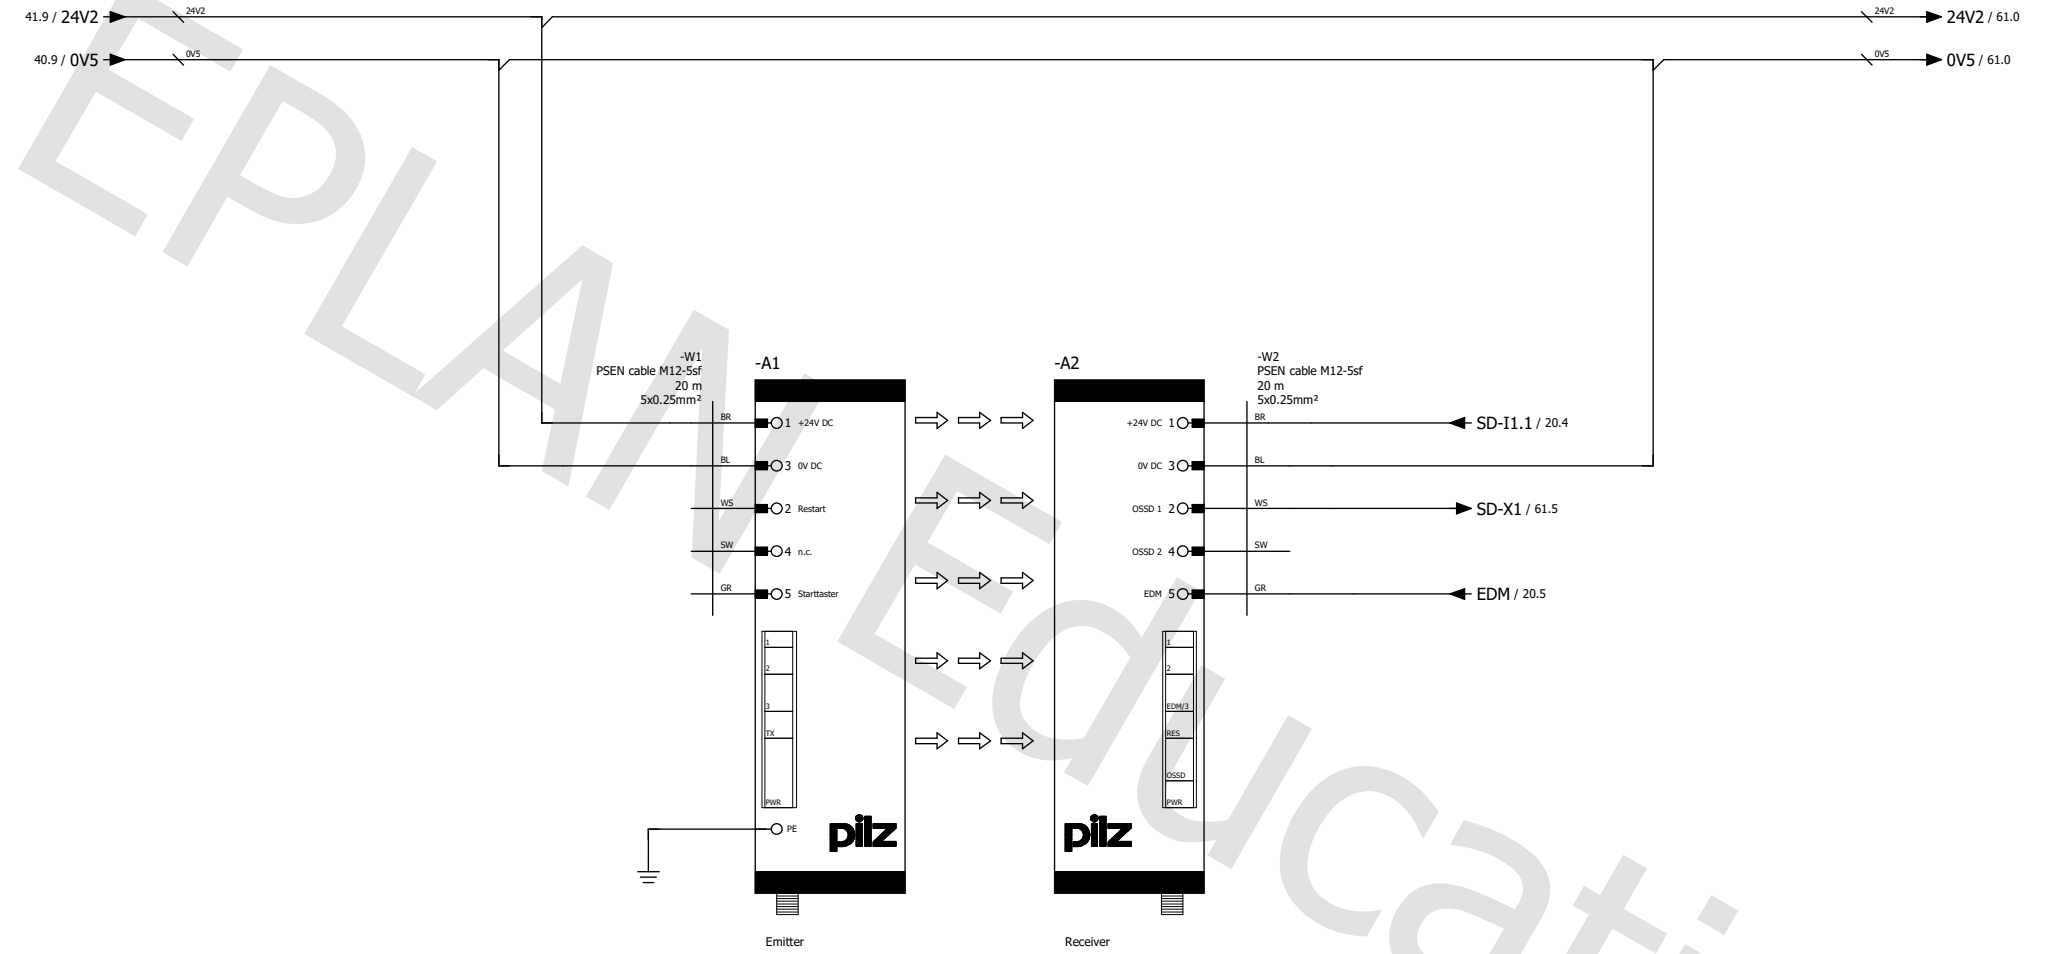 41.9 / 24V2
24V2
24V2
24V2 / 61.0
40.9 / 0V5
0V5
0V5
0V5 / 61.0
-W1
PSEN cable M12-5sf
20 m
5x0.25mm²
-A1
-A2
-W2
PSEN cable M12-5sf
20 m
5x0.25mm²
BR
1 +24V DC
+24V DC 1
BR
SD-I1.1 / 20.4
BL
3 0V DC
0V DC 3
BL
WS
2 Restart
OSSD 1 2
WS
SD-X1 / 61.5
SW
4 n.c.
OSSD 2 4
SW
GR
5 Starttaster
EDM 5
GR
EDM / 20.5
1
2
3
TX
PWR
PE
pilz
1
2
EDM/3
RES
OSSD
PWR
pilz
Emitter
Receiver
EPLAN Educati